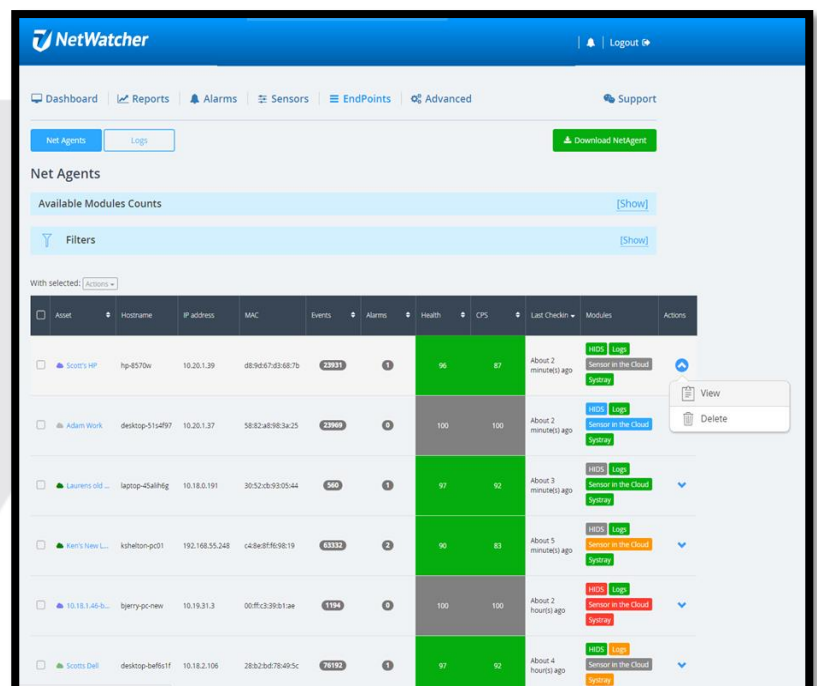 NetWatcher
Logout
Dashboard Reports Alarms Sensors EndPoints Advanced Support
Net Agents Logs Download NetAgent
Net Agents
Available Modules Counts [Show]
Filters [Show]
With selected: Actions
Asset Hostname IP address MAC Events Alarms Health CPS Last Checkin Modules Actions
Scott's HP hp-8570w 10.20.1.39 d8:9d:67:d3:68:7b 23931 1 96 87 About 2 minute(s) ago HIDS Logs Sensor in the Cloud Systray
View
Delete
Adam Work desktop-51s4f97 10.20.1.37 58:82:a8:98:3a:25 23969 0 100 100 About 2 minute(s) ago HIDS Logs Sensor in the Cloud Systray
Laurens old ... laptop-45alih6g 10.18.0.191 30:52:cb:93:05:44 560 1 97 92 About 3 minute(s) ago HIDS Logs Sensor in the Cloud Systray
Ken's New L... kshelton-pc01 192.168.55.248 c4:8e:8f:f6:98:19 63332 2 90 83 About 5 minute(s) ago HIDS Logs Sensor in the Cloud Systray
10.18.1.46-b... bjerry-pc-new 10.19.31.3 00:ff:c3:39:b1:ae 1194 0 100 100 About 2 hour(s) ago HIDS Logs Sensor in the Cloud Systray
Scotts Dell desktop-bef6s1f 10.18.2.106 28:b2:bd:78:49:5c 76192 1 97 92 About 4 hour(s) ago HIDS Logs Sensor in the Cloud Systray